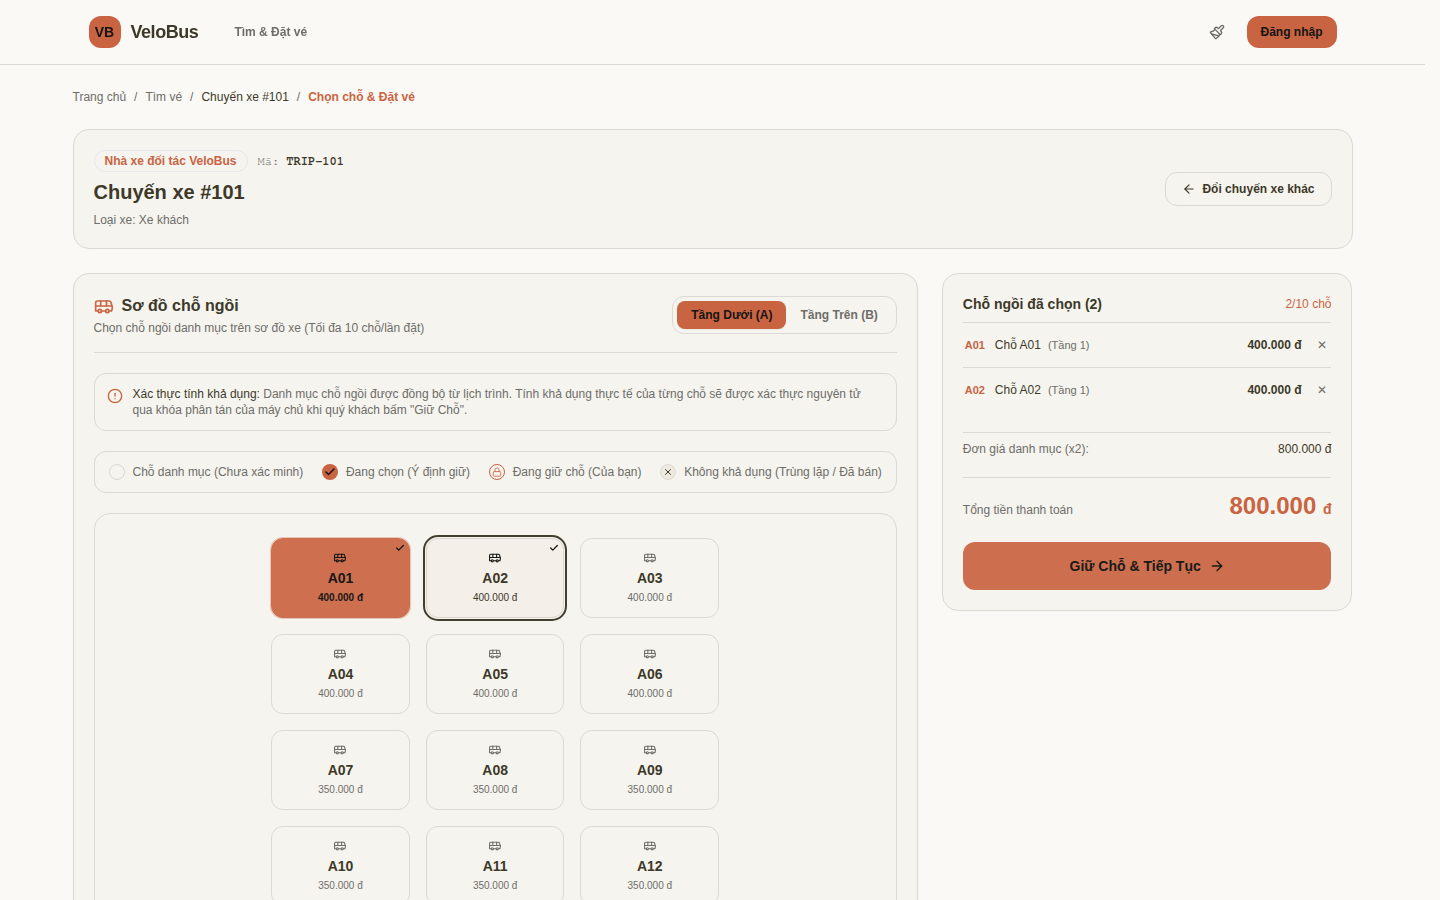 VB VeloBus Tìm & Đặt vé Đăng nhập
Trang chủ / Tìm vé / Chuyến xe #101 / Chọn chỗ & Đặt vé
Nhà xe đối tác VeloBus Mã: TRIP-101
Chuyến xe #101
Loại xe: Xe khách
Đổi chuyến xe khác
Sơ đồ chỗ ngồi
Chọn chỗ ngồi danh mục trên sơ đồ xe (Tối đa 10 chỗ/lần đặt)
Tầng Dưới (A) Tầng Trên (B)
Xác thực tính khả dụng: Danh mục chỗ ngồi được đồng bộ từ lịch trình. Tính khả dụng thực tế của từng chỗ sẽ được xác thực nguyên tử
qua khóa phân tán của máy chủ khi quý khách bấm "Giữ Chỗ".
Chỗ danh mục (Chưa xác minh) Đang chọn (Ý định giữ) Đang giữ chỗ (Của bạn) Không khả dụng (Trùng lặp / Đã bán)
A01 A02 A03
400.000 đ 400.000 đ 400.000 đ
A04 A05 A06
400.000 đ 400.000 đ 400.000 đ
A07 A08 A09
350.000 đ 350.000 đ 350.000 đ
A10 A11 A12
350.000 đ 350.000 đ 350.000 đ
Chỗ ngồi đã chọn (2) 2/10 chỗ
A01 Chỗ A01 (Tầng 1) 400.000 đ ×
A02 Chỗ A02 (Tầng 1) 400.000 đ ×
Đơn giá danh mục (x2): 800.000 đ
Tổng tiền thanh toán 800.000 đ
Giữ Chỗ & Tiếp Tục